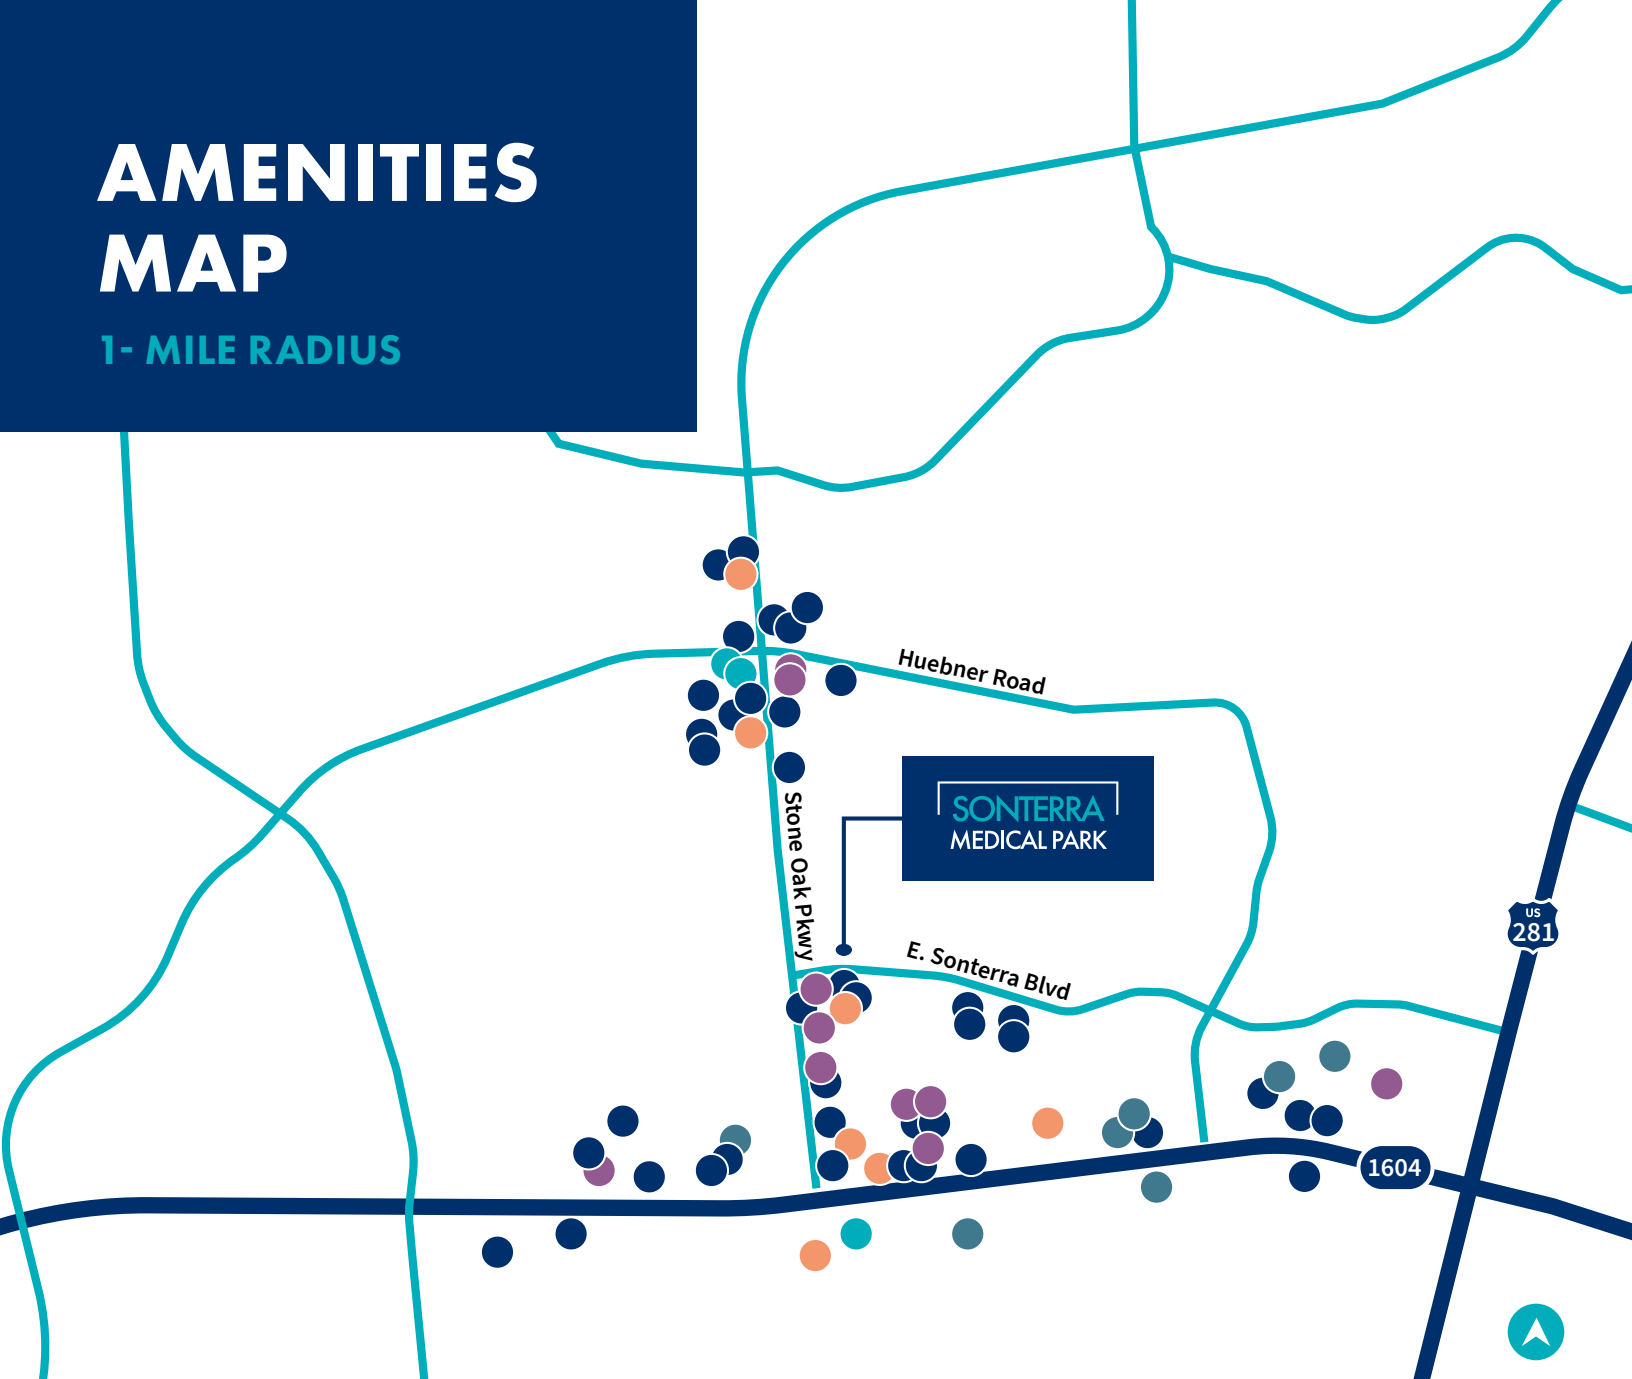 AMENITIES
MAP
1- MILE RADIUS
Huebner Road
SONTERRA
MEDICAL PARK
Stone Oak Pkwy
US
281
E. Sonterra Blvd
1604